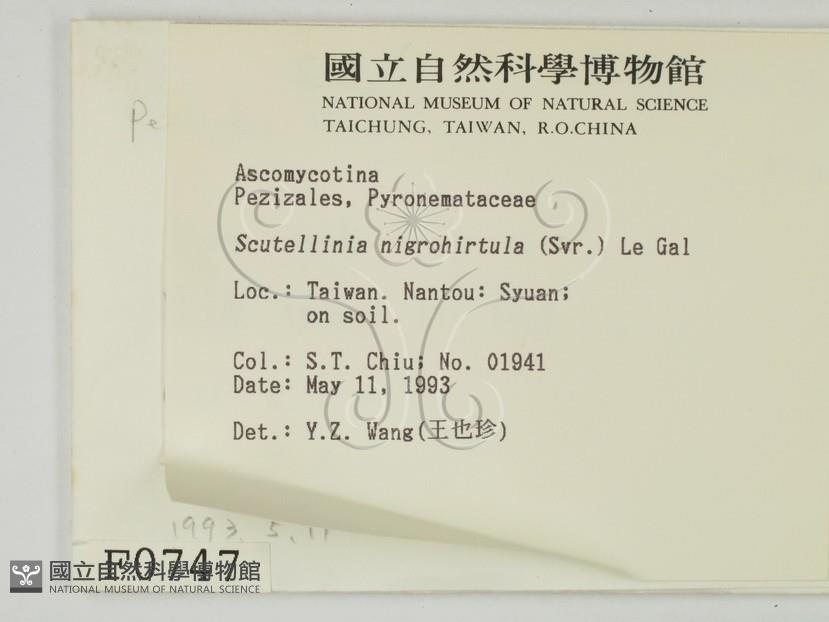 國立自然科學博物館
NATIONAL MUSEUM OF NATURAL SCIENCE
TAICHUNG, TAIWAN, R.O.CHINA
Pe
Ascomycotina
Pezizales, Pyronemataceae
Scutellinia nigrohirtula (Svr.) Le Gal
Loc.: Taiwan. Nantou: Syuan;
on soil.
Col.: S.T. Chiu; No. 01941
Date: May 11, 1993
Det.: Y.Z. Wang(王也珍)
1993. 5. 11
F0747
國立自然科學博物館
NATIONAL MUSEUM OF NATURAL SCIENCE